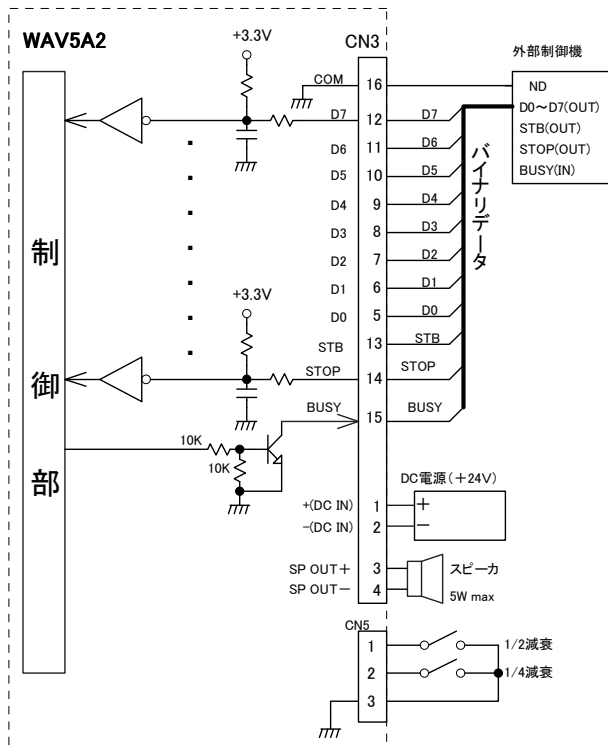 WAV5A2
+3.3V
CN3
外部制御機
COM
16
ND
D7
12
D7
D0～D7(OUT)
D6
11
D6
STB(OUT)
D5
10
D5
STOP(OUT)
D4
9
D4
BUSY(IN)
D3
8
D3
D2
7
D2
D1
6
D1
D0
5
D0
STB
13
STB
STOP
14
STOP
BUSY
15
BUSY
バイナリデータ
制御部
+3.3V
10K
10K
DC電源（＋24V）
+(DC IN)
1
+
-(DC IN)
2
−
SP OUT＋
3
スピーカ
SP OUT－
4
5W max
CN5
1
1/2減衰
2
1/4減衰
3